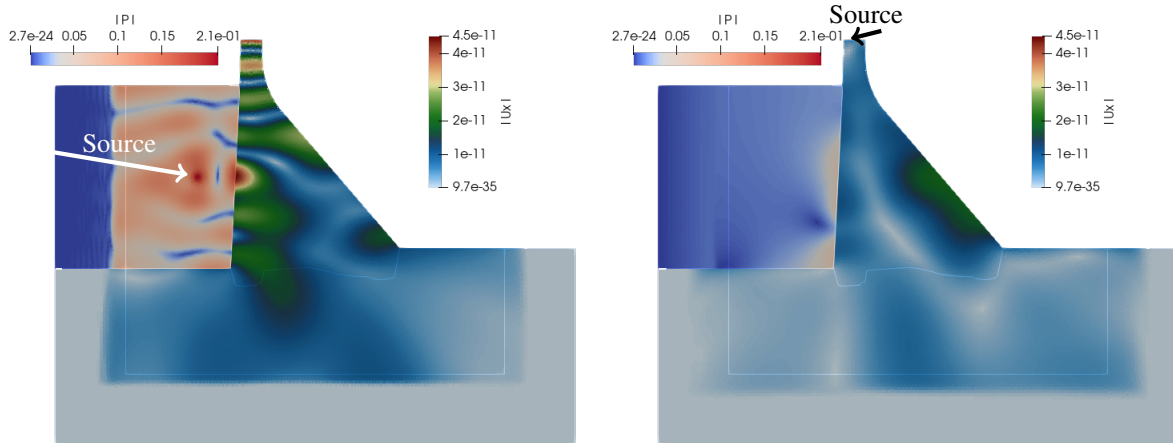 |P|
2.7e-24 0.05 0.1 0.15 2.1e-01
Source
4.5e-11
4e-11
3e-11
2e-11
1e-11
9.7e-35
|Ux|
Source
|P|
2.7e-24 0.05 0.1 0.15 2.1e-01
4.5e-11
4e-11
3e-11
2e-11
1e-11
9.7e-35
|Ux|